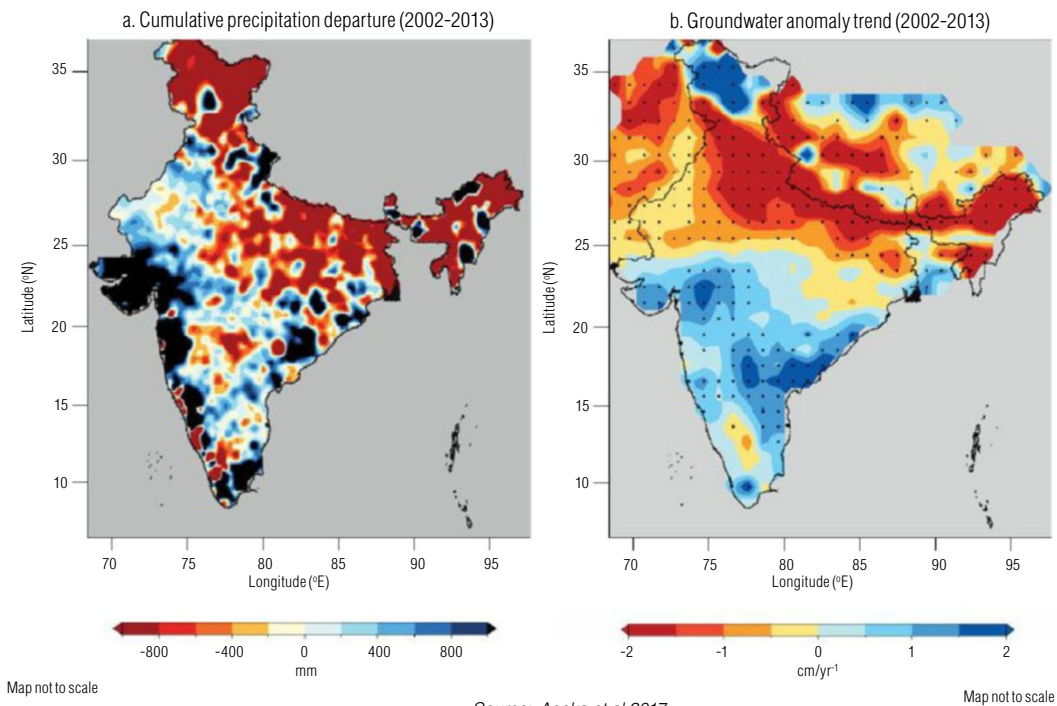 a. Cumulative precipitation departure (2002-2013)
b. Groundwater anomaly trend (2002-2013)
35
30
25
20
15
10
Latitude (ºN)
70 75 80 85 90 95
Longitude (ºE)
35
30
25
20
15
10
Latitude (ºN)
70 75 80 85 90 95
Longitude (ºE)
-800 -400 0 400 800
mm
-2 -1 0 1 2
cm/yr⁻¹
Map not to scale
Map not to scale